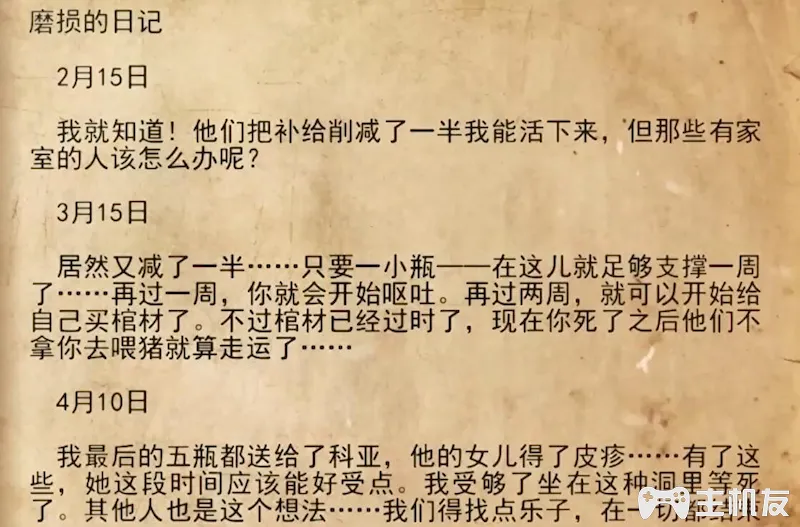 磨损的日记
2月15日
我就知道！他们把补给削减了一半我能活下来，但那些有家
室的人该怎么办呢？
3月15日
居然又减了一半……只要一小瓶——在这儿就足够支撑一周
了……再过一周，你就会开始呕吐。再过两周，就可以开始给
自己买棺材了。不过棺材已经过时了，现在你死了之后他们不
拿你去喂猪就算走运了……
4月10日
我最后的五瓶都送给了科亚，他的女儿得了皮疹……有了这
些，她这段时间应该能好受点。我受够了坐在这种洞里等死
了。其他人也是这个想法……我们得找点乐子，在一切都结束
主机友